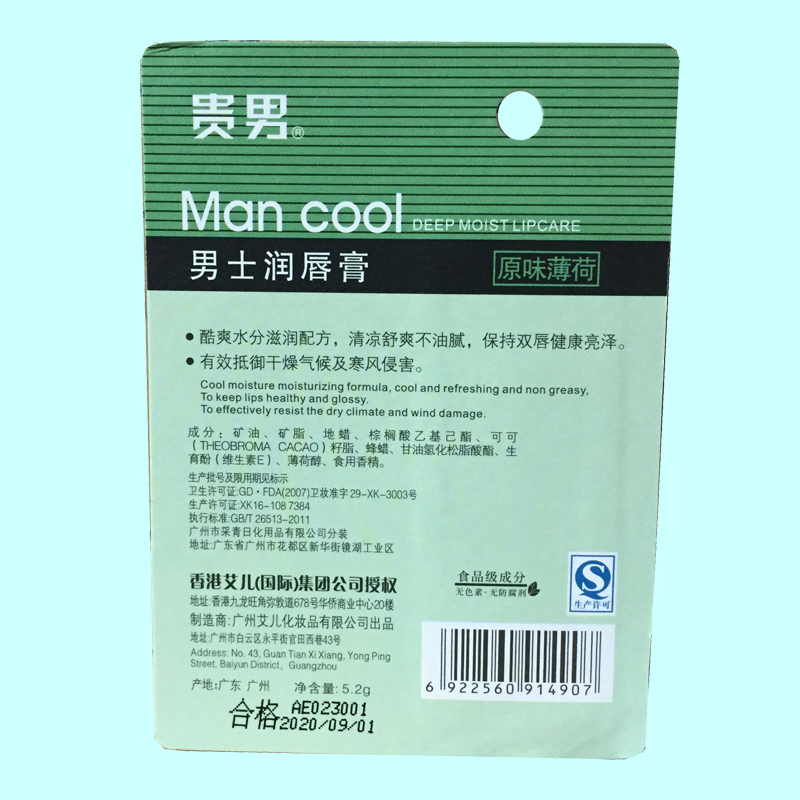 贵男®
Man cool DEEP MOIST LIPCARE
男士润唇膏 原味薄荷
● 酷爽水分滋润配方，清凉舒爽不油腻，保持双唇健康亮泽。
● 有效抵御干燥气候及寒风侵害。
Cool moisture moisturizing formula, cool and refreshing and non greasy,
To keep lips healthy and glossy.
To effectively resist the dry climate and wind damage.
成分：矿油、矿脂、地蜡、棕榈酸乙基己酯、可可
（THEOBROMA CACAO）籽脂、蜂蜡、甘油氢化松脂酸酯、生
育酚（维生素E）、薄荷醇、食用香精。
生产批号及限用期见标示
卫生许可证:GD・FDA(2007)卫妆准字 29-XK-3003号
生产许可证:XK16-108 7384
执行标准:GB/T 26513-2011
广州市采青日化用品有限公司分装
地址:广东省广州市花都区新华街镜湖工业区
香港艾儿(国际)集团公司授权
地址:香港九龙旺角弥敦道678号华侨商业中心20楼
制造商:广州艾儿化妆品有限公司出品
地址:广州市白云区永平街官田西巷43号
Address: No. 43, Guan Tian Xi Xiang, Yong Ping
Street, Baiyun District, Guangzhou
产地:广东 广州 净含量: 5.2g
合格 AE023001
2020/09/01
食品级成分
无色素·无防腐剂
QS
生产许可
6 922560 914907